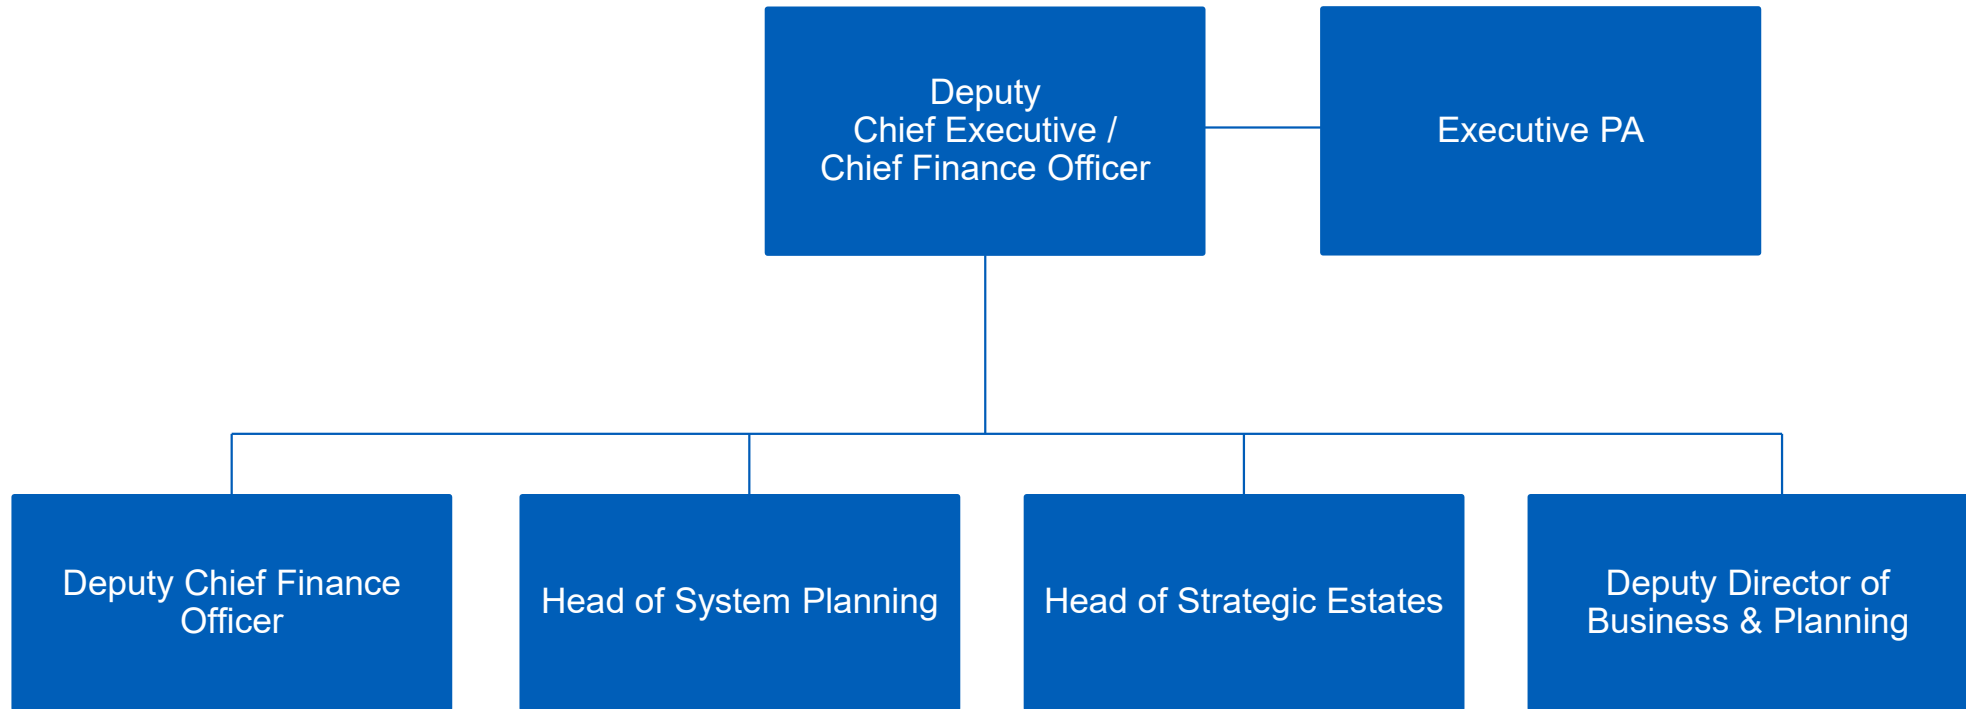 Deputy
Chief Executive /
Chief Finance Officer
Executive PA
Deputy Chief Finance
Officer
Head of System Planning
Head of Strategic Estates
Deputy Director of
Business & Planning